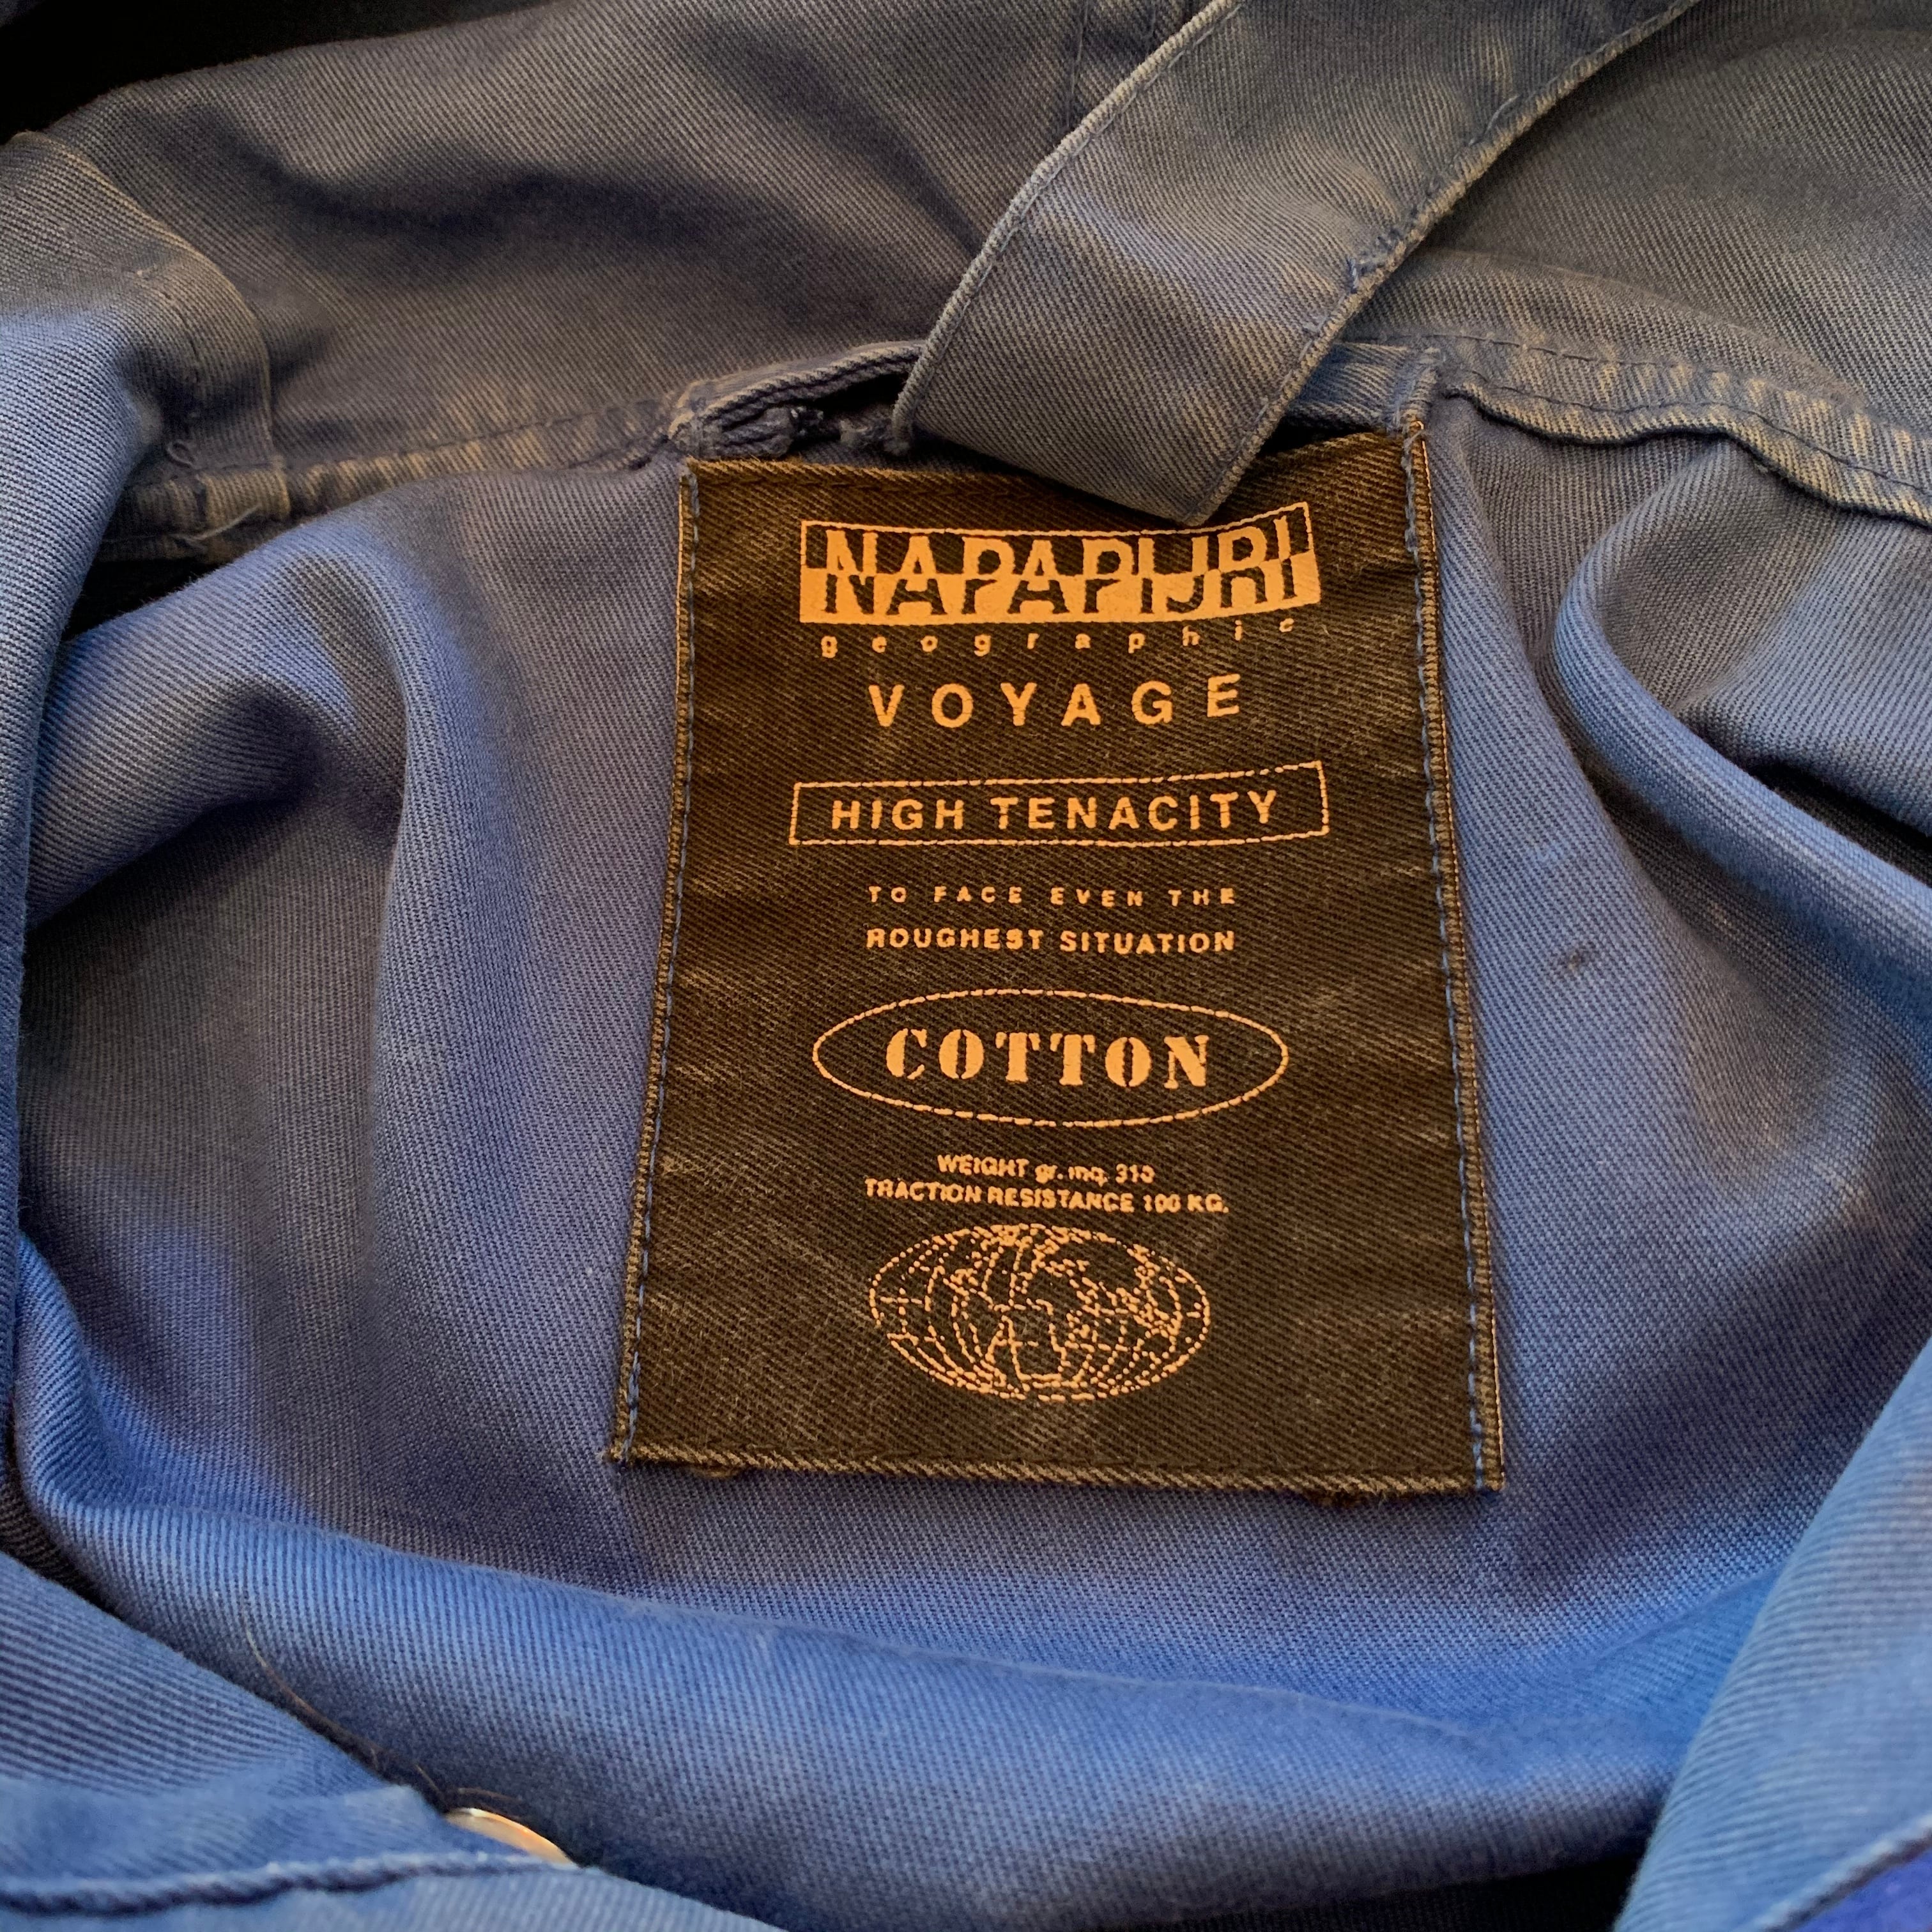 NAPAPIJRI
geographic
VOYAGE
HIGH TENACITY
TO FACE EVEN THE
ROUGHEST SITUATION
COTTON
WEIGHT gr. mq. 310
TRACTION RESISTANCE 100 KG.